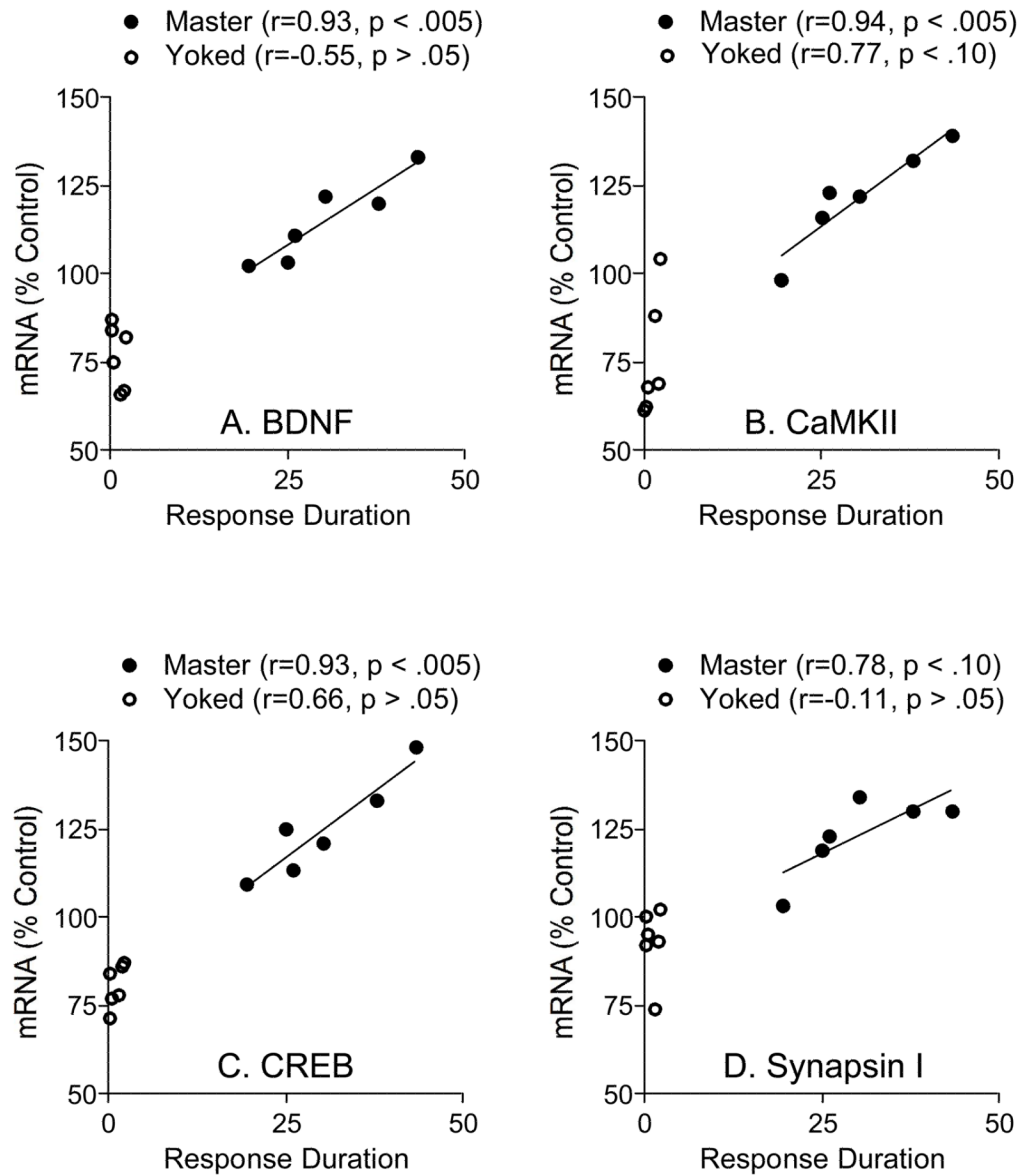 Master (r=0.93, p < .005)
Yoked (r=-0.55, p > .05)
150
125
100
75
50
mRNA (% Control)
A. BDNF
0
25
50
Response Duration
Master (r=0.94, p < .005)
Yoked (r=0.77, p < .10)
150
125
100
75
50
mRNA (% Control)
B. CaMKII
0
25
50
Response Duration
Master (r=0.93, p < .005)
Yoked (r=0.66, p > .05)
150
125
100
75
50
mRNA (% Control)
C. CREB
0
25
50
Response Duration
Master (r=0.78, p < .10)
Yoked (r=-0.11, p > .05)
150
125
100
75
50
mRNA (% Control)
D. Synapsin I
0
25
50
Response Duration